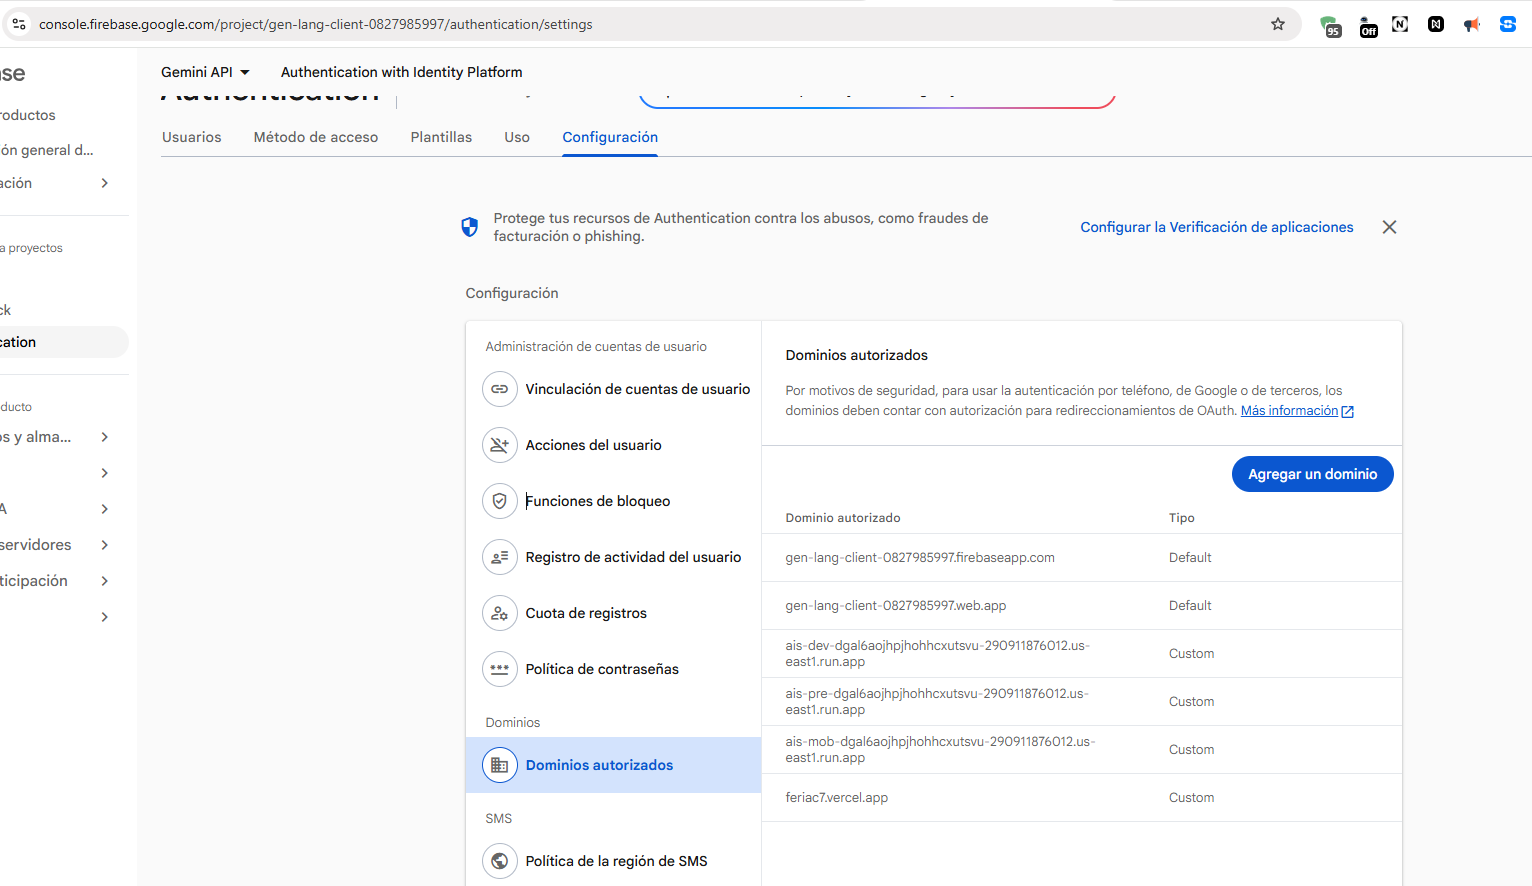 console.firebase.google.com/project/gen-lang-client-0827985997/authentication/settings
95
Off
se
Gemini API
Authentication with Identity Platform
Authentication
Usuarios
Método de acceso
Plantillas
Uso
Configuración
roductos
ón general d...
ación
a proyectos
ck
cation
ducto
os y alma...
A
servidores
ticipación
Protege tus recursos de Authentication contra los abusos, como fraudes de
facturación o phishing.
Configurar la Verificación de aplicaciones
Configuración
Administración de cuentas de usuario
Vinculación de cuentas de usuario
Acciones del usuario
Funciones de bloqueo
Registro de actividad del usuario
Cuota de registros
Política de contraseñas
Dominios
Dominios autorizados
SMS
Política de la región de SMS
Dominios autorizados
Por motivos de seguridad, para usar la autenticación por teléfono, de Google o de terceros, los
dominios deben contar con autorización para redireccionamientos de OAuth. Más información
Agregar un dominio
Dominio autorizado
Tipo
gen-lang-client-0827985997.firebaseapp.com
Default
gen-lang-client-0827985997.web.app
Default
ais-dev-dgal6aojhpjhohhcxutsvu-290911876012.us-
east1.run.app
Custom
ais-pre-dgal6aojhpjhohhcxutsvu-290911876012.us-
east1.run.app
Custom
ais-mob-dgal6aojhpjhohhcxutsvu-290911876012.us-
east1.run.app
Custom
feriac7.vercel.app
Custom